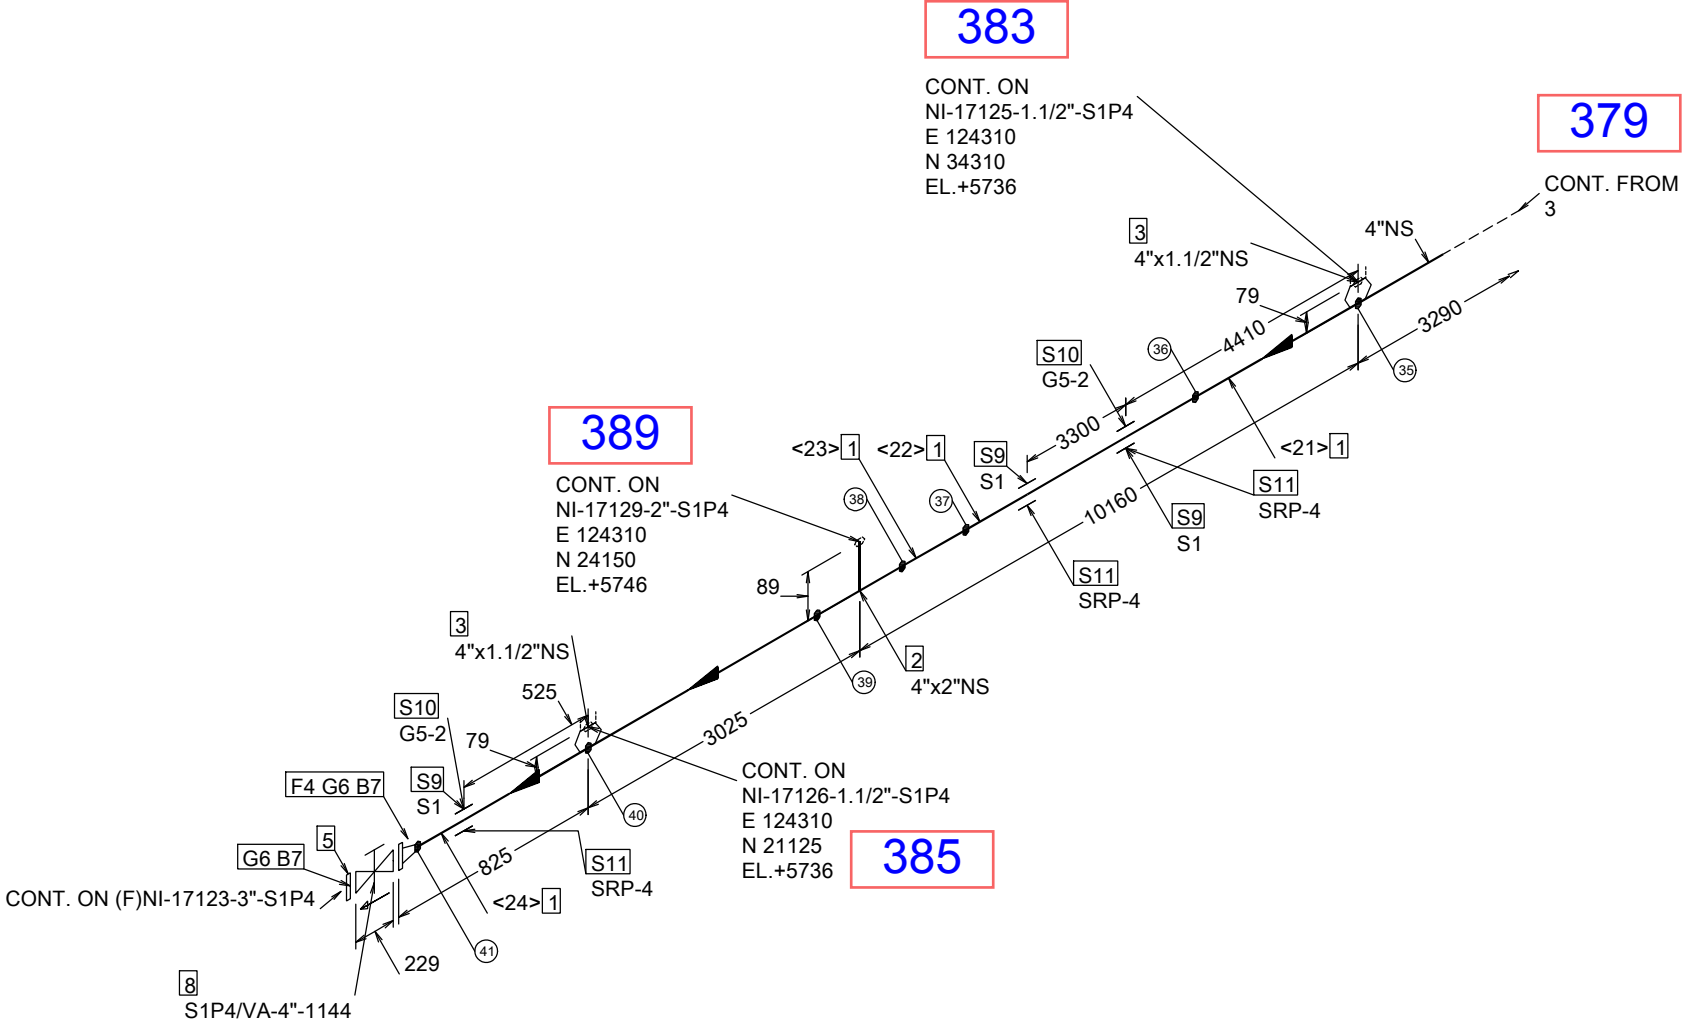 383
CONT. ON
NI-17125-1.1/2"-S1P4
E 124310
N 34310
EL.+5736
379
CONT. FROM
3
4"NS
3
4"x1.1/2"NS
79
4410
3290
35
36
S10
G5-2
3300
<21>1
S11
SRP-4
S9
S1
10160
S9
S1
S11
SRP-4
<22>1
<23>1
37
38
389
CONT. ON
NI-17129-2"-S1P4
E 124310
N 24150
EL.+5746
89
2
4"x2"NS
39
3
4"x1.1/2"NS
525
79
3025
S10
G5-2
S9
S1
CONT. ON
NI-17126-1.1/2"-S1P4
E 124310
N 21125
EL.+5736
385
40
F4 G6 B7
5
G6 B7
CONT. ON (F)NI-17123-3"-S1P4
825
S11
SRP-4
<24>1
41
229
8
S1P4/VA-4"-1144